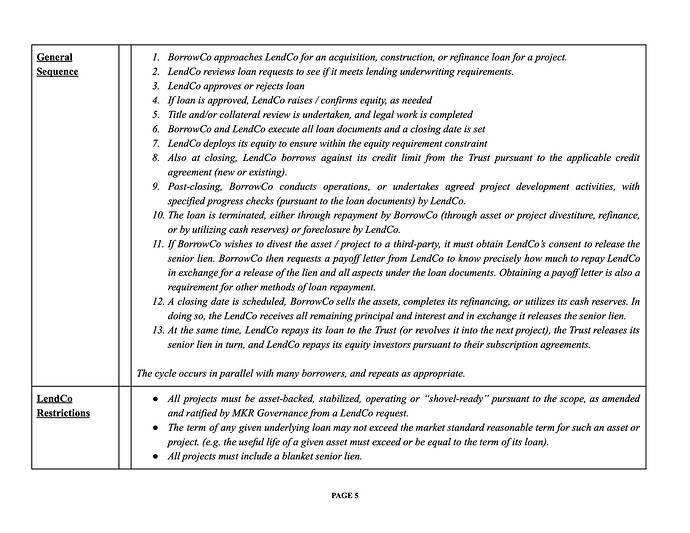 General
Sequence
1. BorrowCo approaches LendCo for an acquisition, construction, or refinance loan for a project.
2. LendCo reviews loan requests to see if it meets lending underwriting requirements.
3. LendCo approves or rejects loan
4. If loan is approved, LendCo raises / confirms equity, as needed
5. Title and/or collateral review is undertaken, and legal work is completed
6. BorrowCo and LendCo execute all loan documents and a closing date is set
7. LendCo deploys its equity to ensure within the equity requirement constraint
8. Also at closing, LendCo borrows against its credit limit from the Trust pursuant to the applicable credit
agreement (new or existing).
9. Post-closing, BorrowCo conducts operations, or undertakes agreed project development activities, with
specified progress checks (pursuant to the loan documents) by LendCo.
10. The loan is terminated, either through repayment by BorrowCo (through asset or project divestiture, refinance,
or by utilizing cash reserves) or foreclosure by LendCo.
11. If BorrowCo wishes to divest the asset / project to a third-party, it must obtain LendCo's consent to release the
senior lien. BorrowCo then requests a payoff letter from LendCo to know precisely how much to repay LendCo
in exchange for a release of the lien and all aspects under the loan documents. Obtaining a payoff letter is also a
requirement for other methods of loan repayment.
12. A closing date is scheduled, BorrowCo sells the assets, completes its refinancing, or utilizes its cash reserves. In
doing so, the LendCo receives all remaining principal and interest and in exchange it releases the senior lien.
13. At the same time, LendCo repays its loan to the Trust (or revolves it into the next project), the Trust releases its
senior lien in turn, and LendCo repays its equity investors pursuant to their subscription agreements.
The cycle occurs in parallel with many borrowers, and repeats as appropriate.
LendCo
Restrictions
● All projects must be asset-backed, stabilized, operating or “shovel-ready” pursuant to the scope, as amended
and ratified by MKR Governance from a LendCo request.
● The term of any given underlying loan may not exceed the market standard reasonable term for such an asset or
project. (e.g. the useful life of a given asset must exceed or be equal to the term of its loan).
● All projects must include a blanket senior lien.
PAGE 5